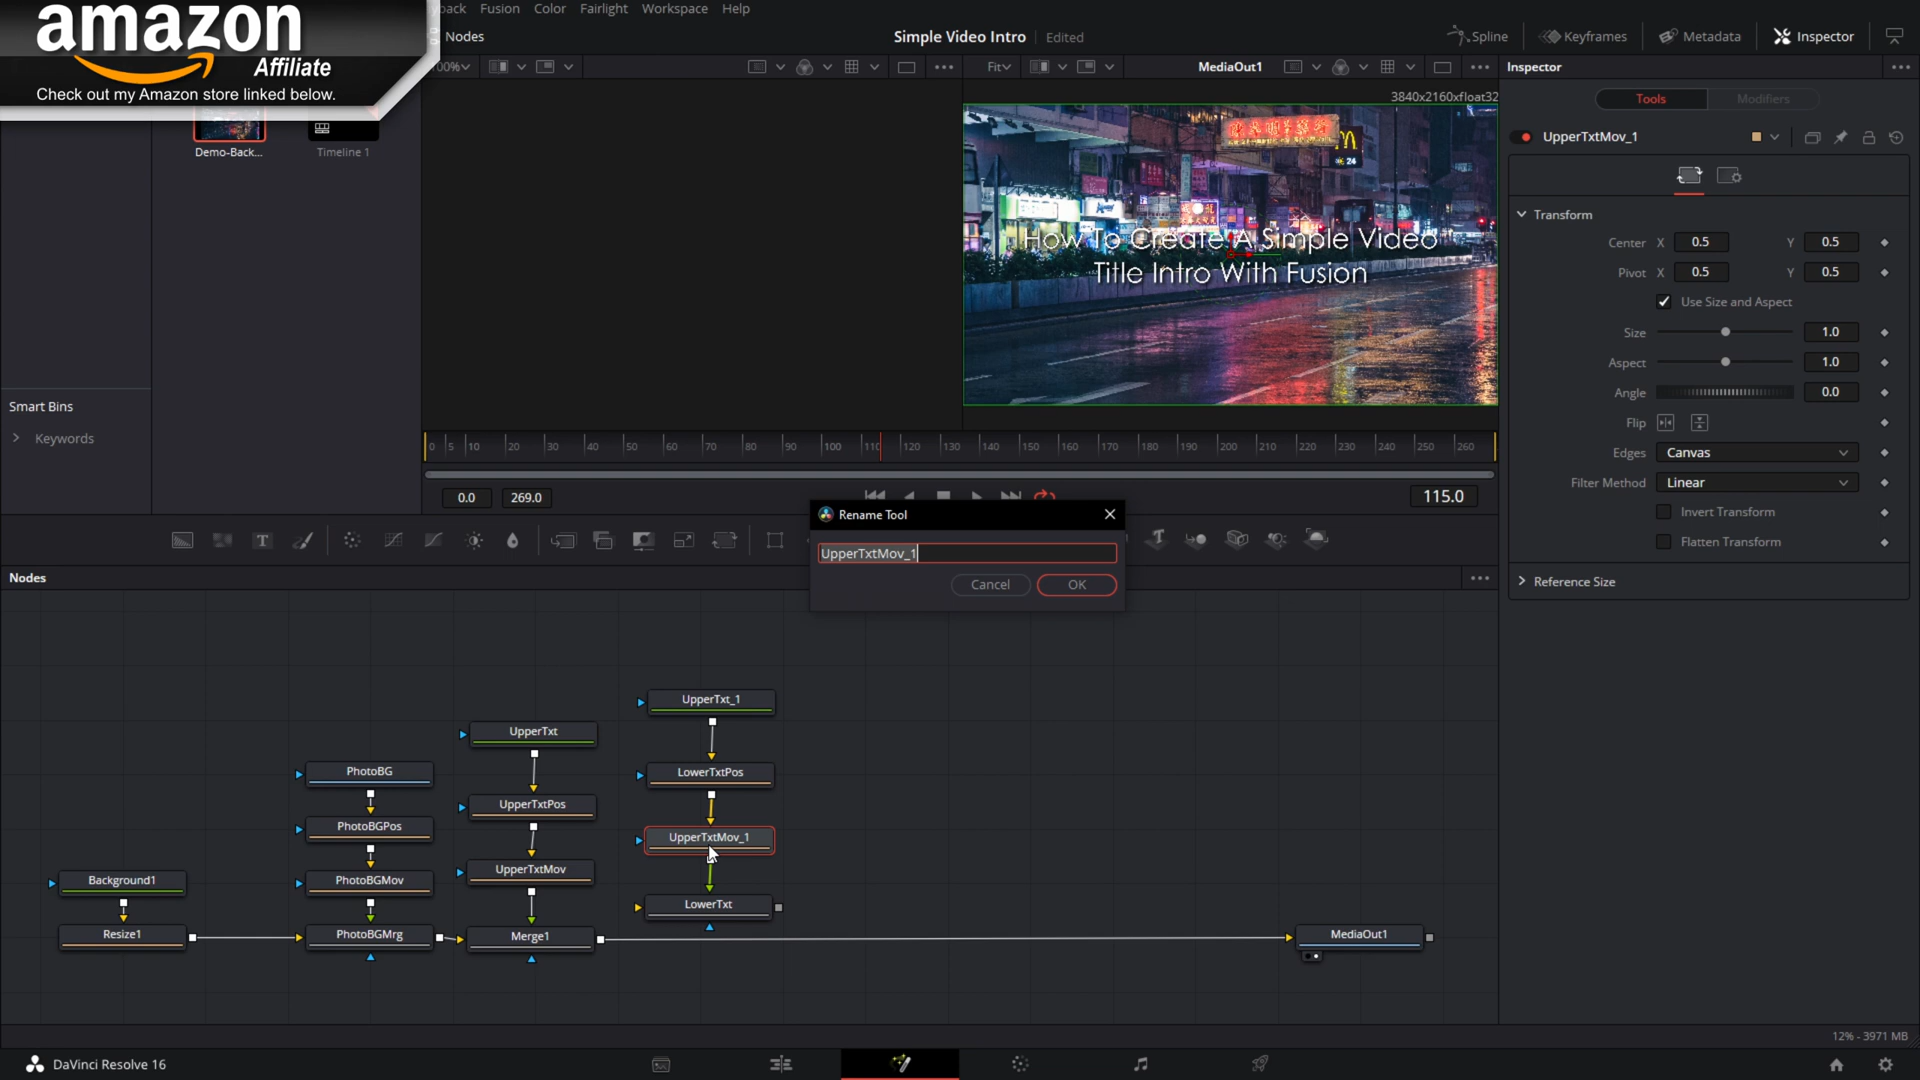 amazon
Affiliate
Check out my Amazon store linked below.
Fusion Color Fairlight Workspace Help
Nodes
Simple Video Intro Edited
Spline Keyframes Metadata Inspector
Fit MediaOut1
Inspector
3840x2160xfloat32
Tools Modifiers
Demo-Back... Timeline 1
UpperTxtMov_1
24
How To Create A Simple Video
Title Intro With Fusion
Transform
Center X 0.5 Y 0.5
Pivot X 0.5 Y 0.5
Use Size and Aspect
Size 1.0
Aspect 1.0
Angle 0.0
Flip
Edges Canvas
Filter Method Linear
Invert Transform
Flatten Transform
Reference Size
Smart Bins
Keywords
0 5 10 20 30 40 50 60 70 80 90 100 110 120 130 140 150 160 170 180 190 200 210 220 230 240 250 260
0.0 269.0 115.0
Rename Tool
UpperTxtMov_1
Cancel OK
T
Nodes
UpperTxt_1
UpperTxt
PhotoBG LowerTxtPos
UpperTxtPos
PhotoBGPos UpperTxtMov_1
UpperTxtMov
Background1 PhotoBGMov
LowerTxt
Resize1 PhotoBGMrg Merge1 MediaOut1
12% - 3971 MB
DaVinci Resolve 16